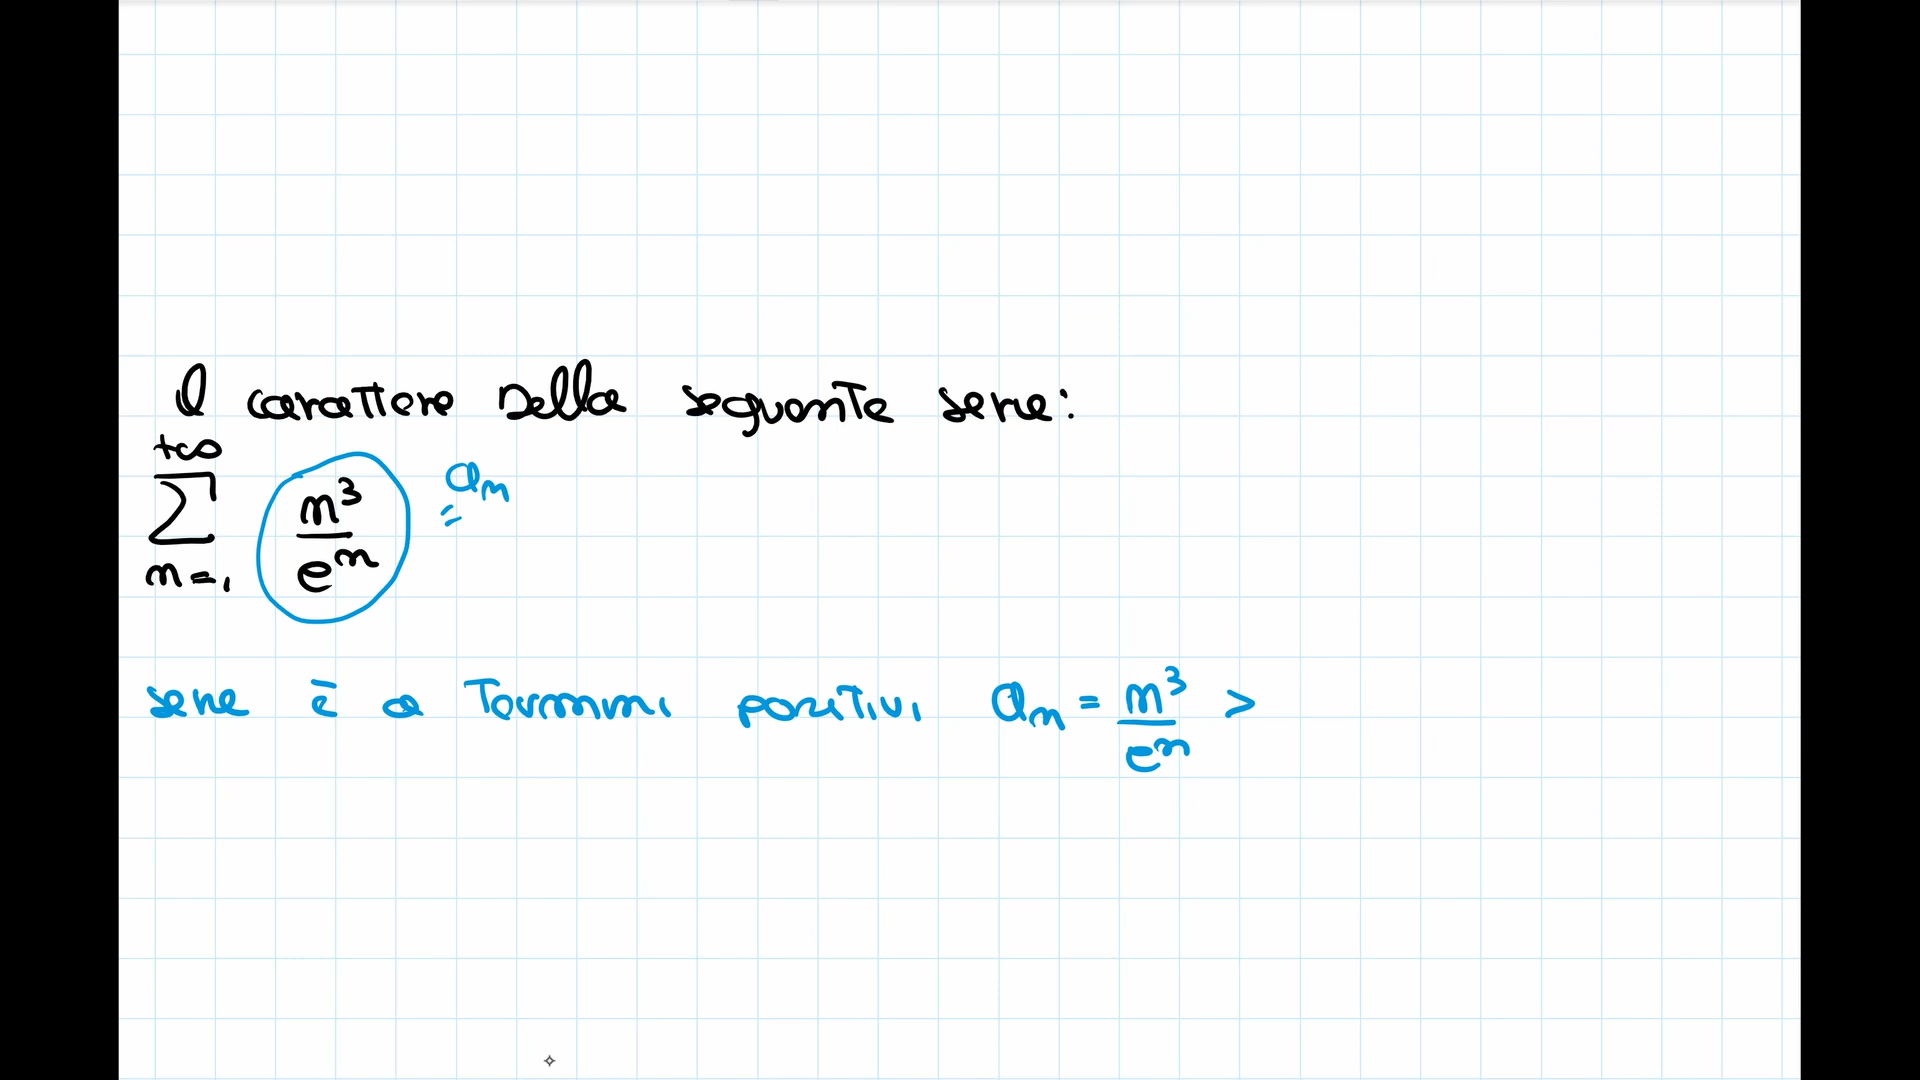 Il carattere della seguente serie:
+∞
∑ n³/eⁿ = aₙ
n=1
serie è a termini positivi aₙ = n³/eⁿ >